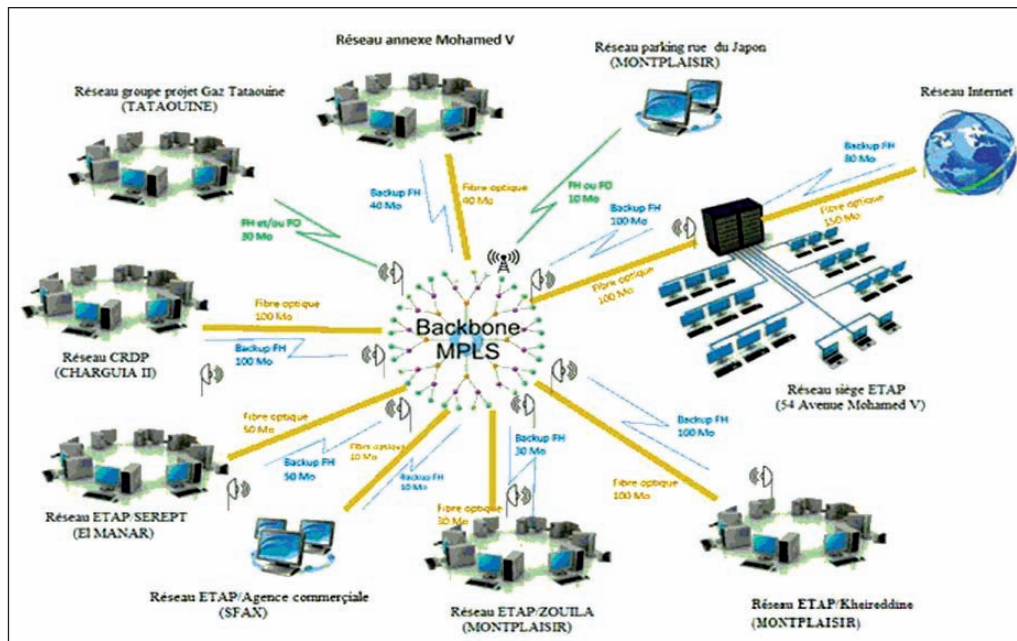 Réseau annexe Mohamed V
Réseau parking rue du Japon
(MONTPLAISIR)
Réseau groupe projet Gaz Tataouine
(TATAOUINE)
Réseau Internet
Backup FH
80 Mo
Fibre optique
150 Mo
Backup FH
40 Mo
Fibre optique
40 Mo
FH ou FO
10 Mo
Backup FH
100 Mo
FH et/ou FO
30 Mo
Fibre optique
100 Mo
Fibre optique
100 Mo
Backbone
MPLS
Réseau CRDP
(CHARGUIA II)
Backup FH
100 Mo
Réseau siège ETAP
(54 Avenue Mohamed V)
Fibre optique
50 Mo
Backup FH
50 Mo
Fibre optique
10 Mo
Backup FH
10 Mo
Backup FH
30 Mo
Fibre optique
30 Mo
Backup FH
100 Mo
Fibre optique
100 Mo
Réseau ETAP/SEREPT
(El MANAR)
Réseau ETAP/Agence commerçiale
(SFAX)
Réseau ETAP/ZOUILA
(MONTPLAISIR)
Réseau ETAP/Kheireddine
(MONTPLAISIR)